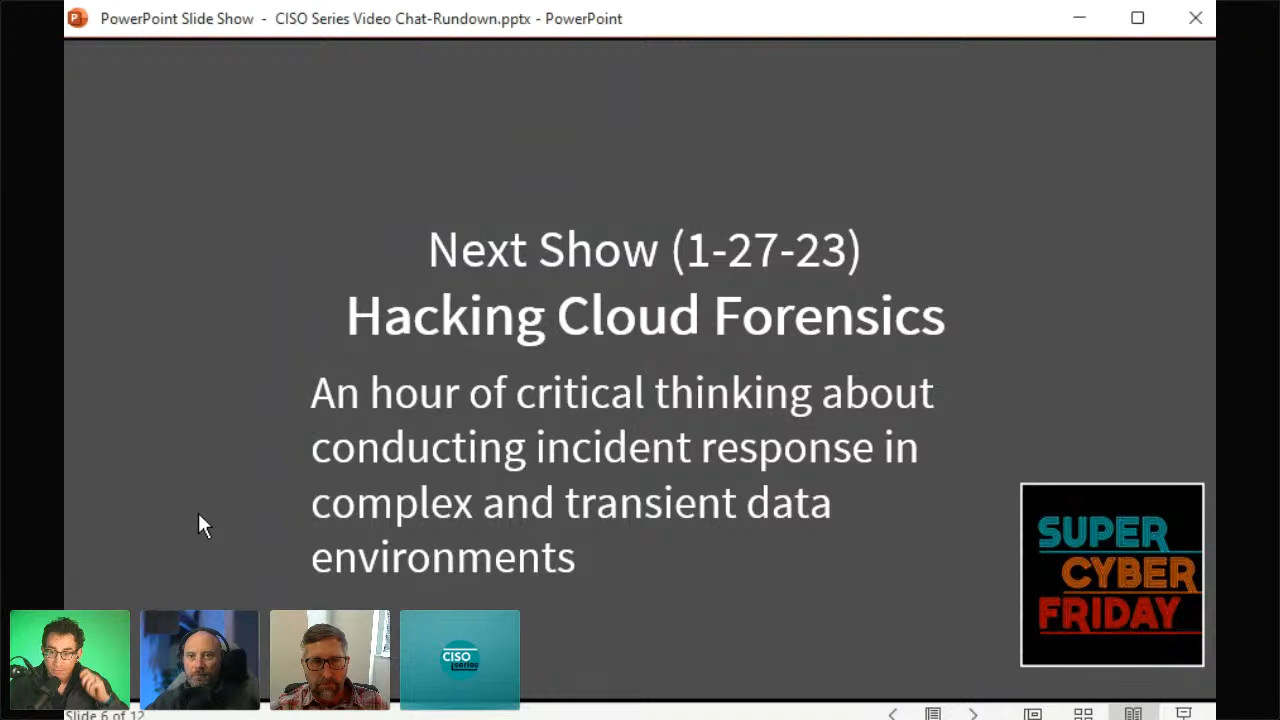 PowerPoint Slide Show - CISO Series Video Chat-Rundown.pptx - PowerPoint
Next Show (1-27-23)
Hacking Cloud Forensics
An hour of critical thinking about
conducting incident response in
complex and transient data
environments
SUPER
CYBER
FRIDAY
CISO
series
Slide 6 of 12